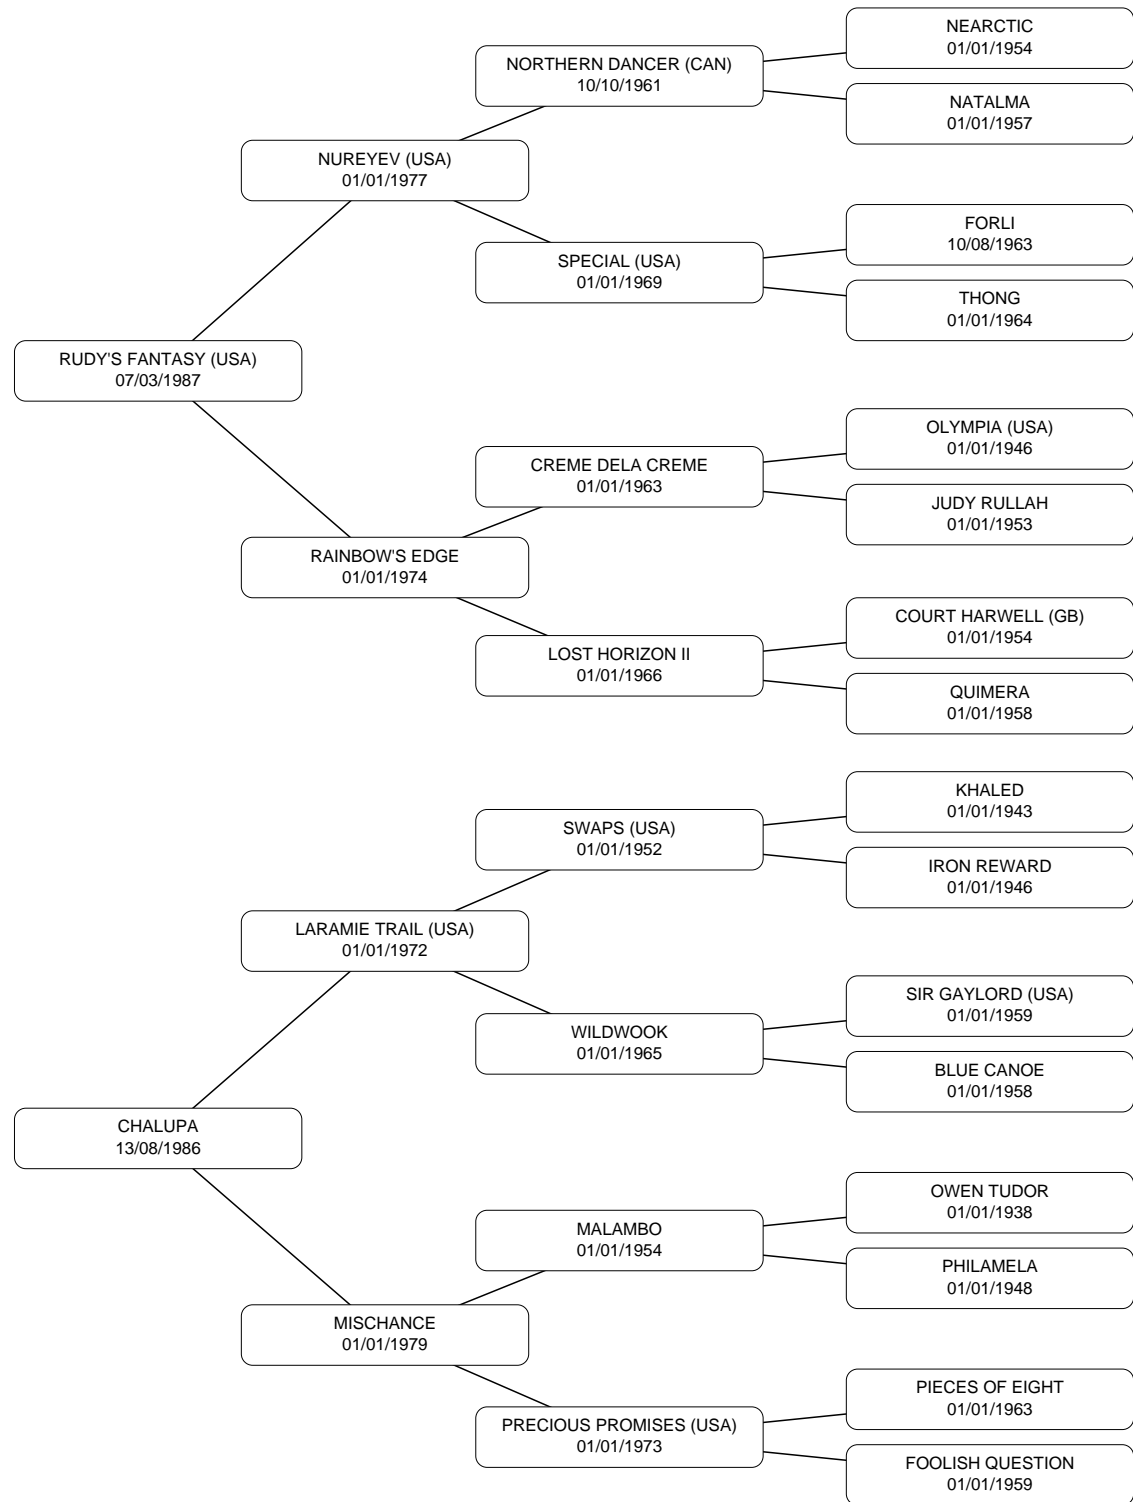 NEARCTIC
01/01/1954
NORTHERN DANCER (CAN)
10/10/1961
NATALMA
01/01/1957
NUREYEV (USA)
01/01/1977
FORLI
10/08/1963
SPECIAL (USA)
01/01/1969
THONG
01/01/1964
RUDY'S FANTASY (USA)
07/03/1987
OLYMPIA (USA)
01/01/1946
CREME DELA CREME
01/01/1963
JUDY RULLAH
01/01/1953
RAINBOW'S EDGE
01/01/1974
COURT HARWELL (GB)
01/01/1954
LOST HORIZON II
01/01/1966
QUIMERA
01/01/1958
KHALED
01/01/1943
SWAPS (USA)
01/01/1952
IRON REWARD
01/01/1946
LARAMIE TRAIL (USA)
01/01/1972
SIR GAYLORD (USA)
01/01/1959
WILDWOOK
01/01/1965
BLUE CANOE
01/01/1958
CHALUPA
13/08/1986
OWEN TUDOR
01/01/1938
MALAMBO
01/01/1954
PHILAMELA
01/01/1948
MISCHANCE
01/01/1979
PIECES OF EIGHT
01/01/1963
PRECIOUS PROMISES (USA)
01/01/1973
FOOLISH QUESTION
01/01/1959